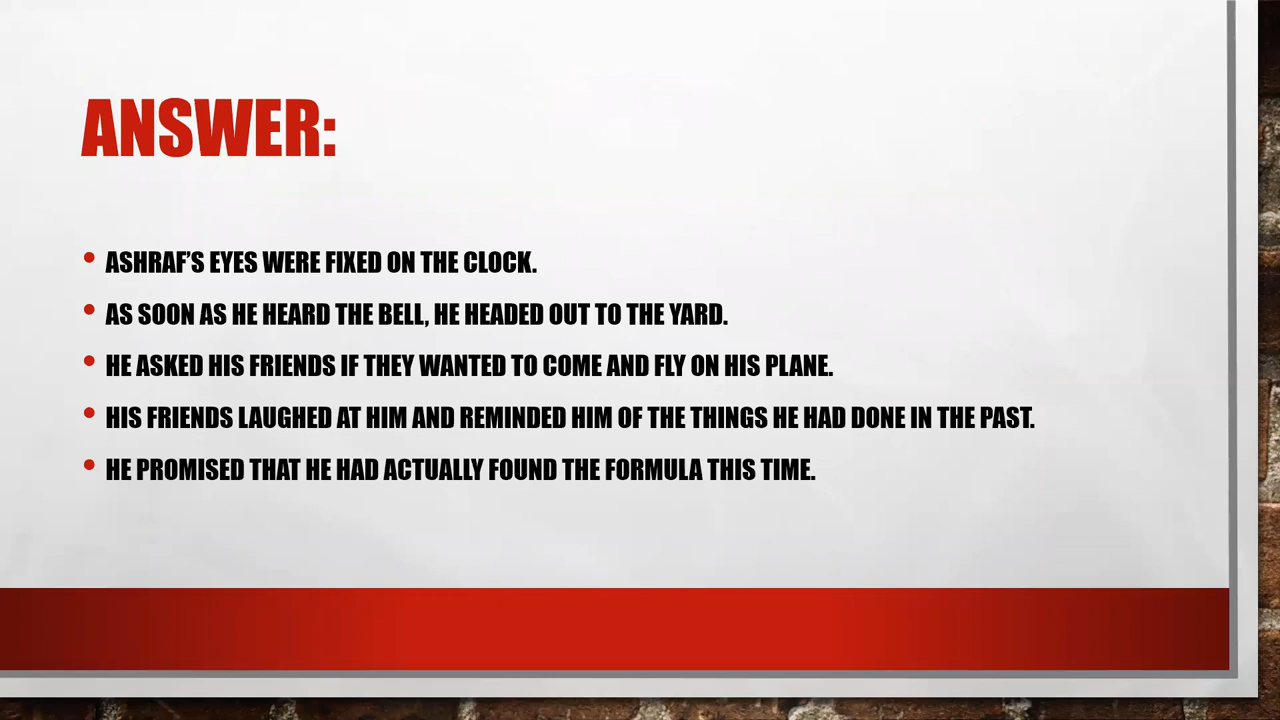 ANSWER:
• ASHRAF'S EYES WERE FIXED ON THE CLOCK.
• AS SOON AS HE HEARD THE BELL, HE HEADED OUT TO THE YARD.
• HE ASKED HIS FRIENDS IF THEY WANTED TO COME AND FLY ON HIS PLANE.
• HIS FRIENDS LAUGHED AT HIM AND REMINDED HIM OF THE THINGS HE HAD DONE IN THE PAST.
• HE PROMISED THAT HE HAD ACTUALLY FOUND THE FORMULA THIS TIME.